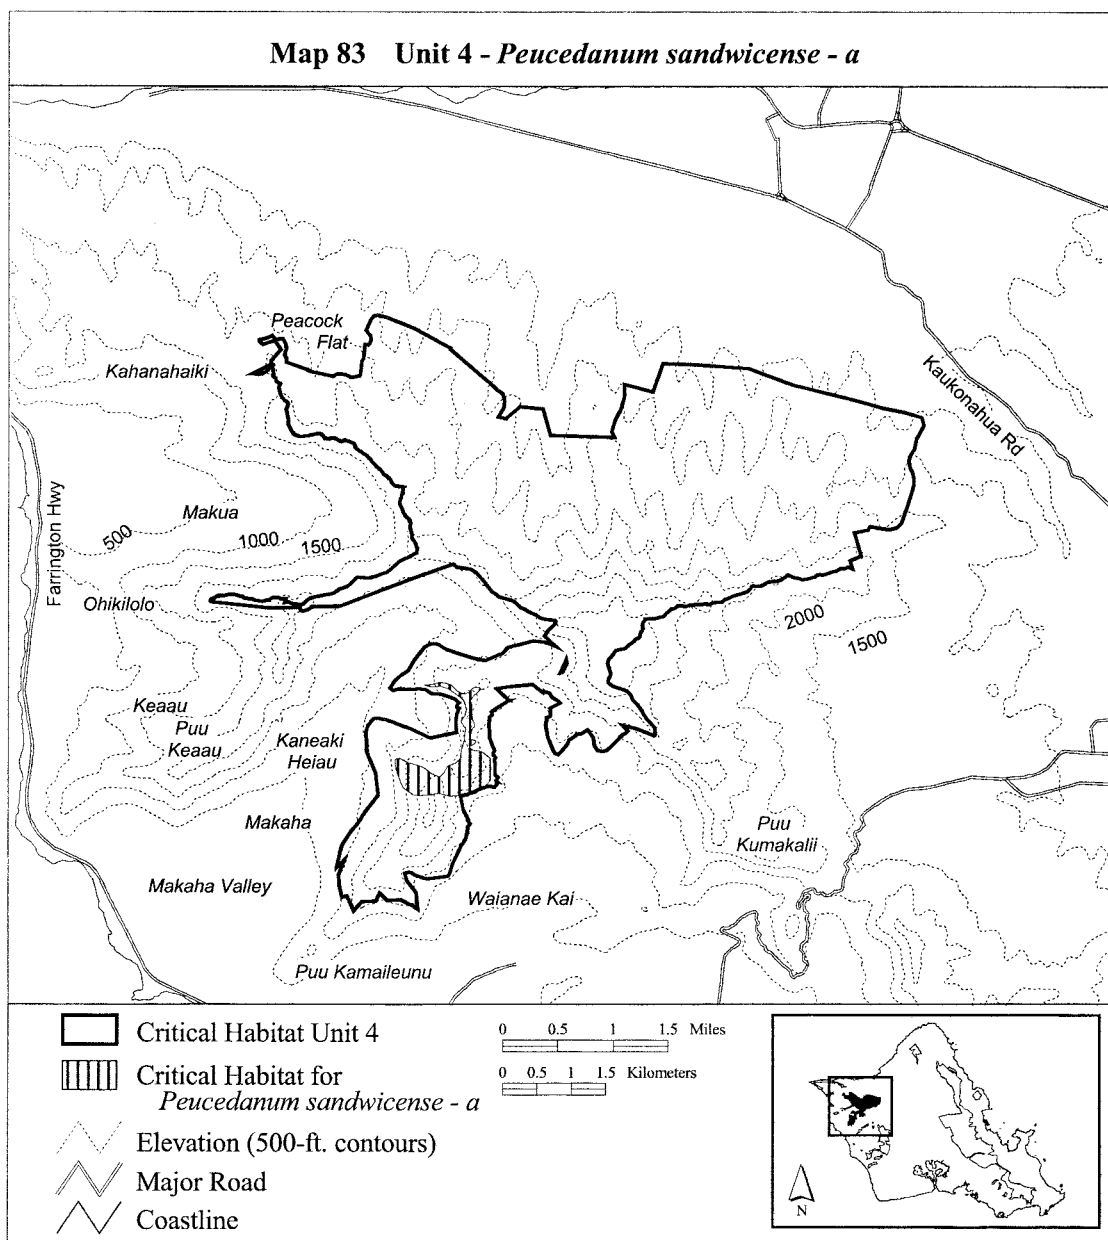 Map 83 Unit 4 - Peucedanum sandwicense - a
Peacock
Flat
Kahanahaiki
Kaukonahua Rd
Farrington Hwy
Makua
500
1000
1500
Ohikilolo
2000
1500
Keaau
Puu
Keaau
Kaneaki
Heiau
Makaha
Puu
Kumakalii
Makaha Valley
Waianae Kai
Puu Kamaileunu
Critical Habitat Unit 4
Critical Habitat for
Peucedanum sandwicense - a
Elevation (500-ft. contours)
Major Road
Coastline
0 0.5 1 1.5 Miles
0 0.5 1 1.5 Kilometers
N